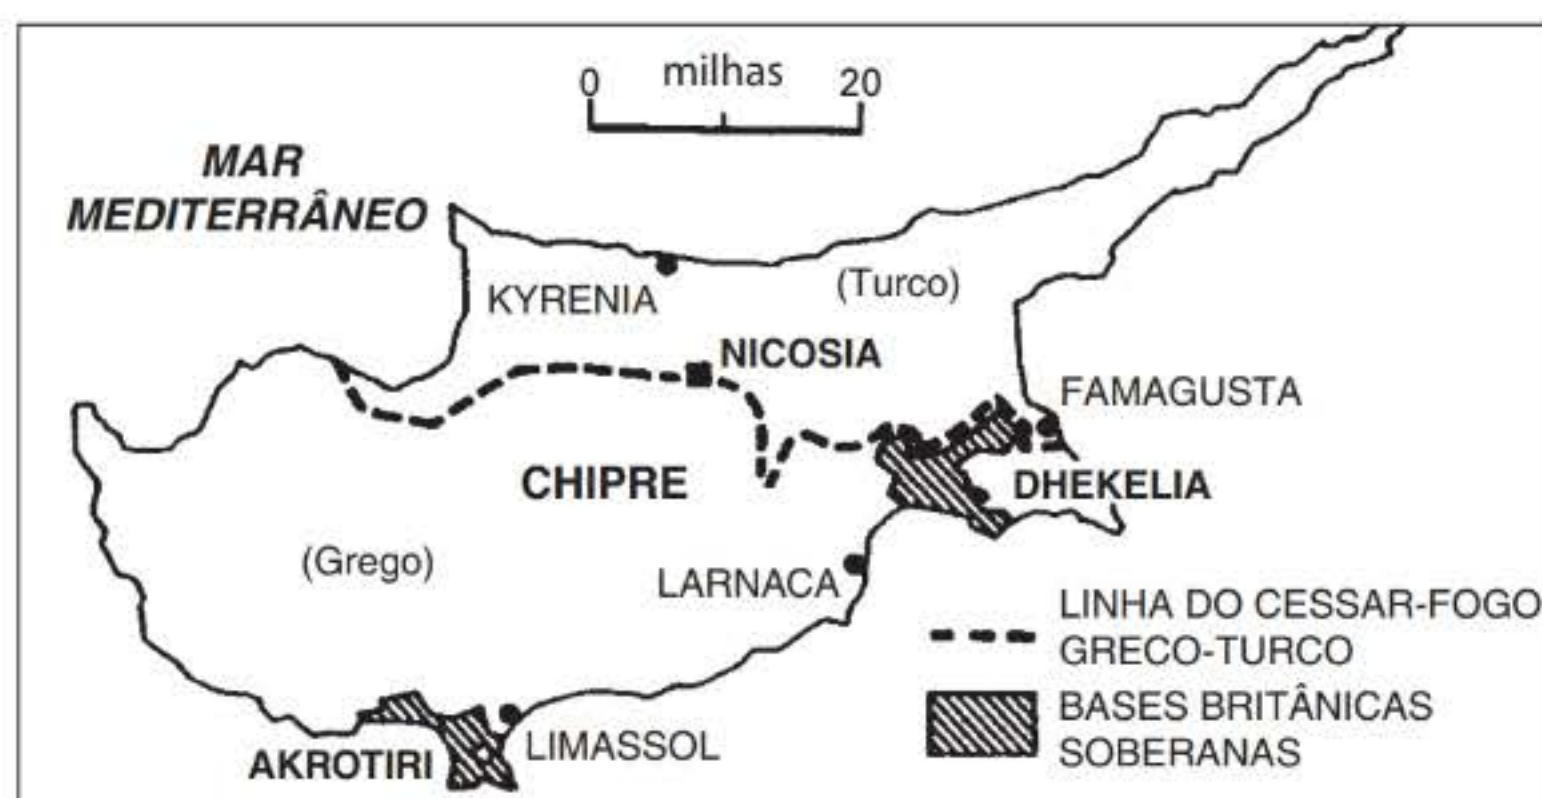 0 milhas 20
MAR
MEDITERRÂNEO
KYRENIA
(Turco)
NICOSIA
FAMAGUSTA
CHIPRE
DHEKELIA
(Grego)
LARNACA
LINHA DO CESSAR-FOGO
GRECO-TURCO
BASES BRITÂNICAS
SOBERANAS
LIMASSOL
AKROTIRI